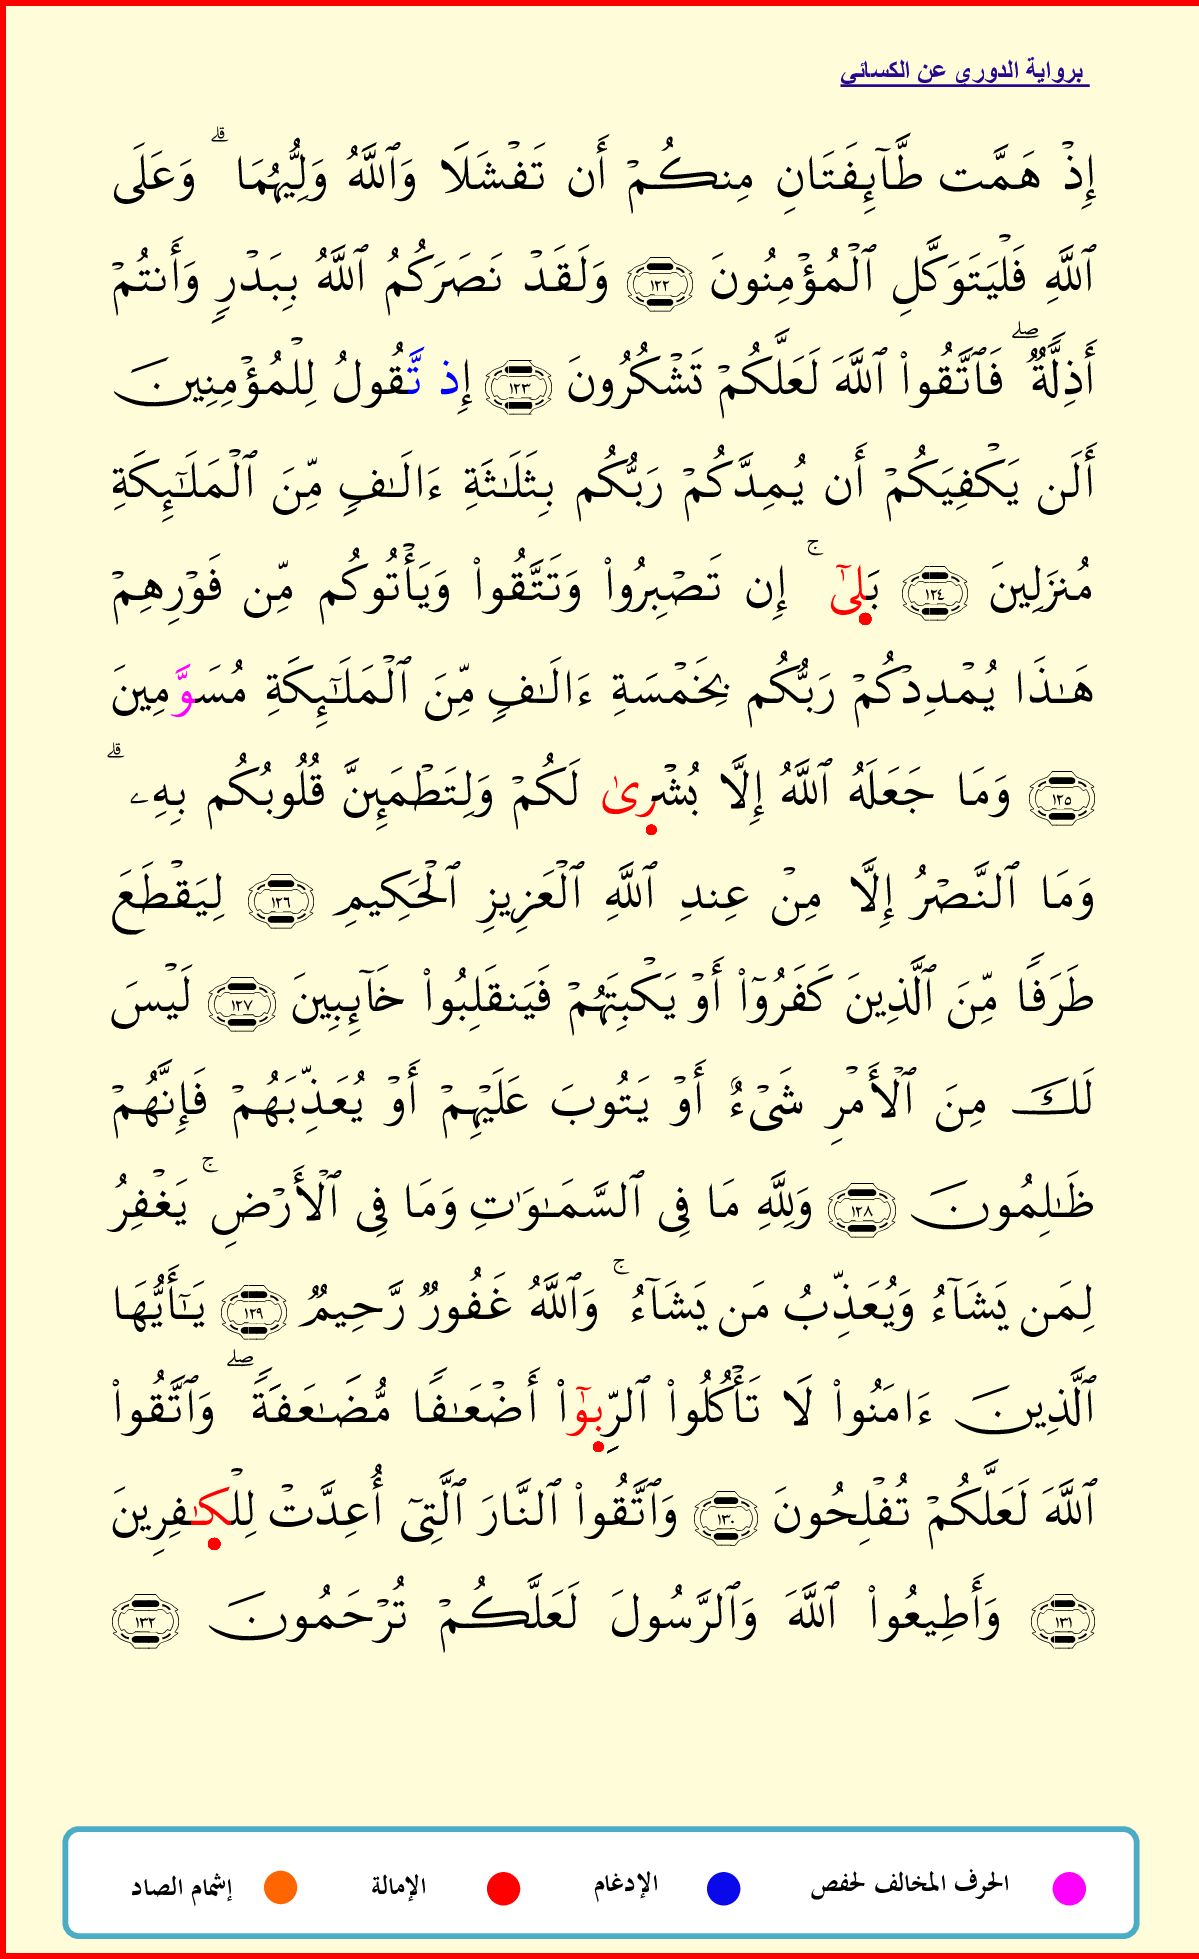 برواية الدوري عن الكسائي
إِذۡ هَمَّت طَّآئِفَتَانِ مِنكُمۡ أَن تَفۡشَلَا وَٱللَّهُ وَلِيُّهُمَا ۗ وَعَلَى
ٱللَّهِ فَلۡيَتَوَكَّلِ ٱلۡمُؤۡمِنُونَ ١٢٢ وَلَقَدۡ نَصَرَكُمُ ٱللَّهُ بِبَدۡرٍ وَأَنتُمۡ
أَذِلَّةٌ ۖ فَٱتَّقُوا۟ ٱللَّهَ لَعَلَّكُمۡ تَشۡكُرُونَ ١٢٣ إِذ تَّقُولُ لِلۡمُؤۡمِنِينَ
أَلَن يَكۡفِيَكُمۡ أَن يُمِدَّكُمۡ رَبُّكُم بِثَلَٰثَةِ ءَالَٰفٍ مِّنَ ٱلۡمَلَٰٓئِكَةِ
مُنزَلِينَ ١٢٤ بَلِىٰٓ ۚ إِن تَصۡبِرُوا۟ وَتَتَّقُوا۟ وَيَأۡتُوكُم مِّن فَوۡرِهِمۡ
هَٰذَا يُمۡدِدۡكُمۡ رَبُّكُم بِخَمۡسَةِ ءَالَٰفٍ مِّنَ ٱلۡمَلَٰٓئِكَةِ مُسَوَّمِينَ
١٢٥ وَمَا جَعَلَهُ ٱللَّهُ إِلَّا بُشۡرِىٰ لَكُمۡ وَلِتَطۡمَئِنَّ قُلُوبُكُم بِهِۦ ۗ
وَمَا ٱلنَّصۡرُ إِلَّا مِنۡ عِندِ ٱللَّهِ ٱلۡعَزِيزِ ٱلۡحَكِيمِ ١٢٦ لِيَقۡطَعَ
طَرَفًا مِّنَ ٱلَّذِينَ كَفَرُوٓا۟ أَوۡ يَكۡبِتَهُمۡ فَيَنقَلِبُوا۟ خَآئِبِينَ ١٢٧ لَيۡسَ
لَكَ مِنَ ٱلۡأَمۡرِ شَىۡءٌ أَوۡ يَتُوبَ عَلَيۡهِمۡ أَوۡ يُعَذِّبَهُمۡ فَإِنَّهُمۡ
ظَٰلِمُونَ ١٢٨ وَلِلَّهِ مَا فِى ٱلسَّمَٰوَٰتِ وَمَا فِى ٱلۡأَرۡضِ ۚ يَغۡفِرُ
لِمَن يَشَآءُ وَيُعَذِّبُ مَن يَشَآءُ ۚ وَٱللَّهُ غَفُورٌ رَّحِيمٌ ١٢٩ يَٰٓأَيُّهَا
ٱلَّذِينَ ءَامَنُوا۟ لَا تَأۡكُلُوا۟ ٱلرِّبِوٰٓا۟ أَضۡعَٰفًا مُّضَٰعَفَةً ۖ وَٱتَّقُوا۟
ٱللَّهَ لَعَلَّكُمۡ تُفۡلِحُونَ ١٣٠ وَٱتَّقُوا۟ ٱلنَّارَ ٱلَّتِىٓ أُعِدَّتۡ لِلۡكَٰفِرِينَ
١٣١ وَأَطِيعُوا۟ ٱللَّهَ وَٱلرَّسُولَ لَعَلَّكُمۡ تُرۡحَمُونَ ١٣٢
الحرف المخالف لحفص الإدغام الإمالة إشمام الصاد